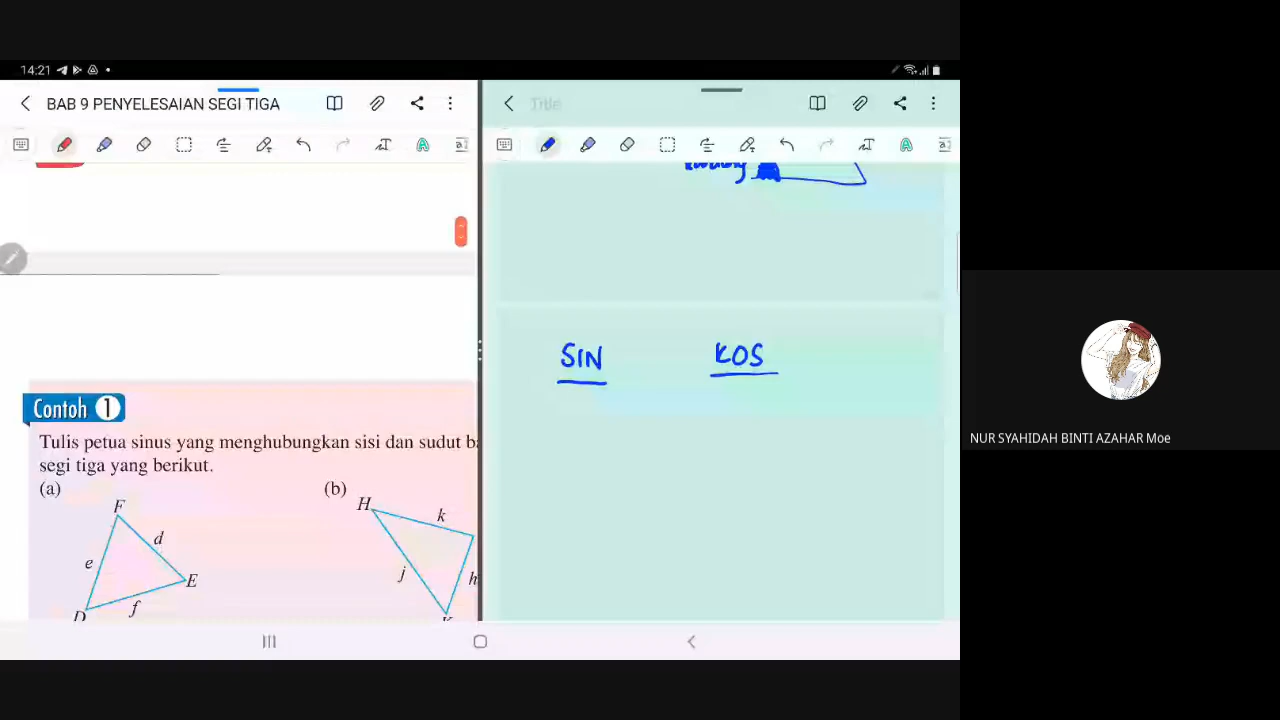 14:21
BAB 9 PENYELESAIAN SEGI TIGA
Title
SIN
KOS
Contoh 1
Tulis petua sinus yang menghubungkan sisi dan sudut ba
segi tiga yang berikut.
(a)
(b)
F
d
e
E
f
D
H
k
j
h
NUR SYAHIDAH BINTI AZAHAR Moe